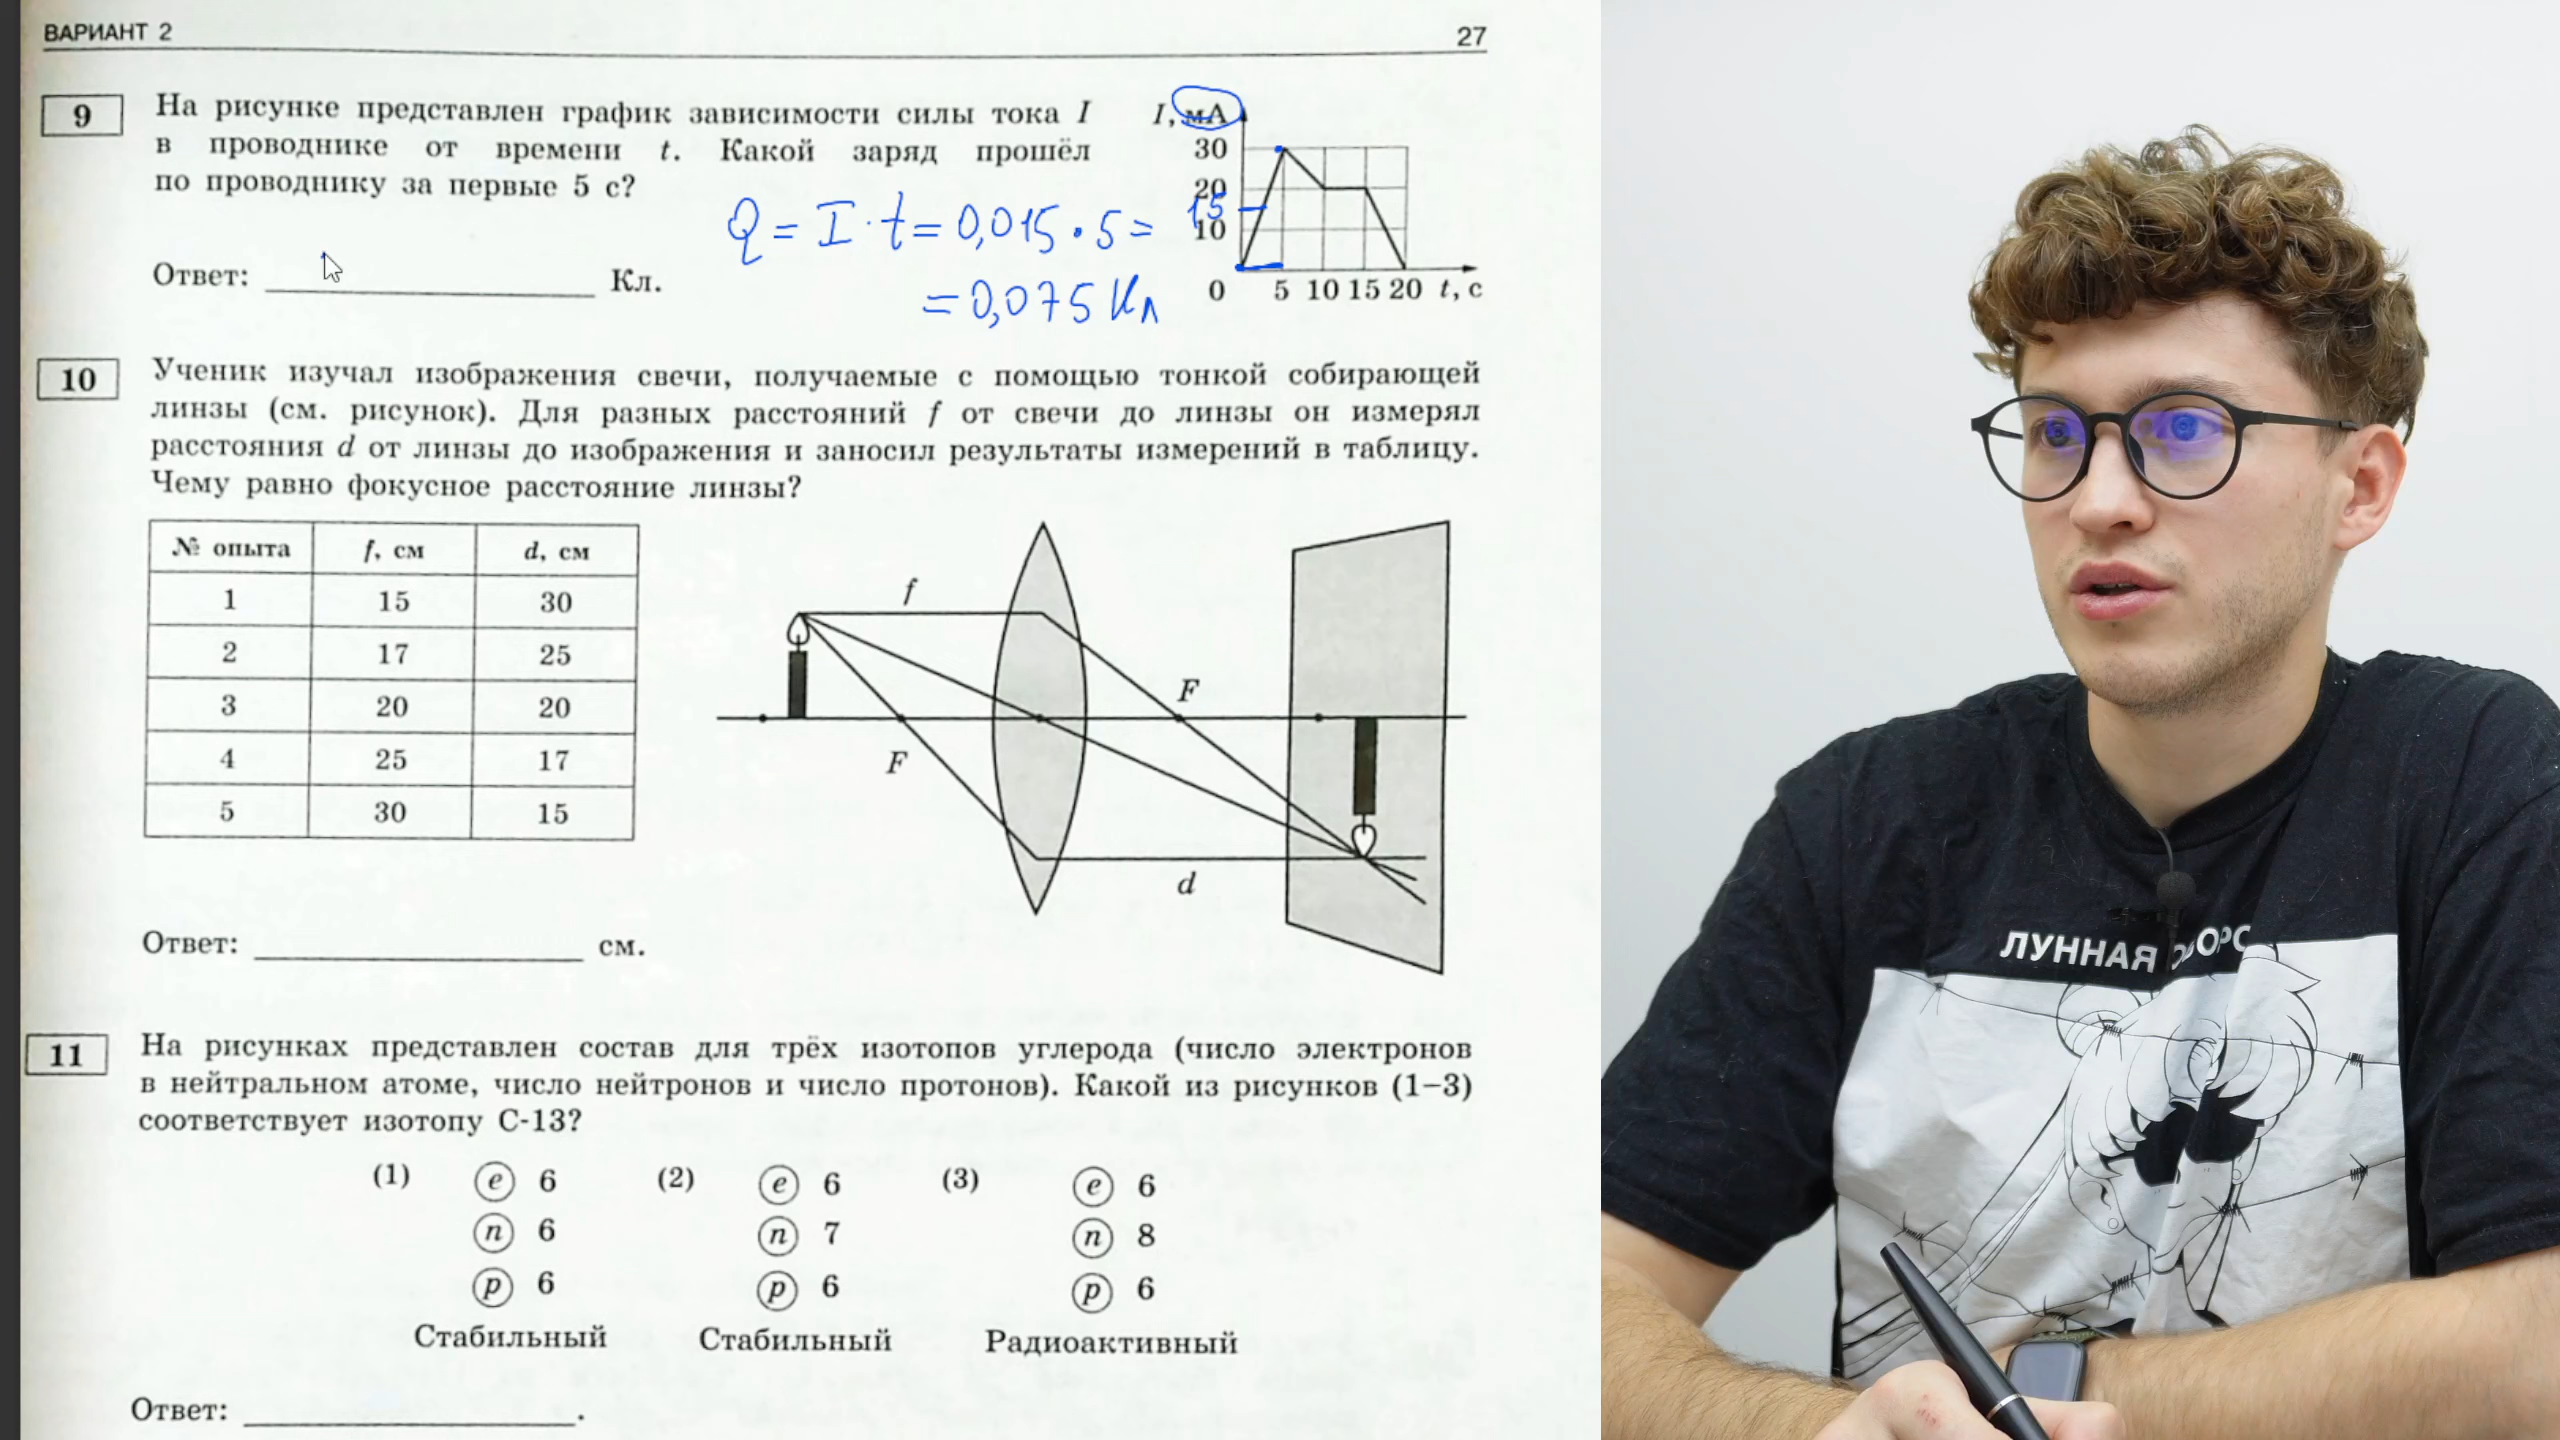 ВАРИАНТ 2
27
9
На рисунке представлен график зависимости силы тока I
в проводнике от времени t. Какой заряд прошёл
по проводнику за первые 5 с?
Q = I · t = 0,015 · 5 =
= 0,075 Кл
Ответ: ____ Кл.
I, мА
30
20
15
10
0 5 10 15 20 t, с
10
Ученик изучал изображения свечи, получаемые с помощью тонкой собирающей
линзы (см. рисунок). Для разных расстояний f от свечи до линзы он измерял
расстояния d от линзы до изображения и заносил результаты измерений в таблицу.
Чему равно фокусное расстояние линзы?
№ опыта f, см d, см
1 15 30
2 17 25
3 20 20
4 25 17
5 30 15
f
F
F
d
Ответ: ____ см.
11
На рисунках представлен состав для трёх изотопов углерода (число электронов
в нейтральном атоме, число нейтронов и число протонов). Какой из рисунков (1–3)
соответствует изотопу С-13?
(1) e 6 (2) e 6 (3) e 6
n 6 n 7 n 8
p 6 p 6 p 6
Стабильный Стабильный Радиоактивный
Ответ: ____.
ЛУННАЯ